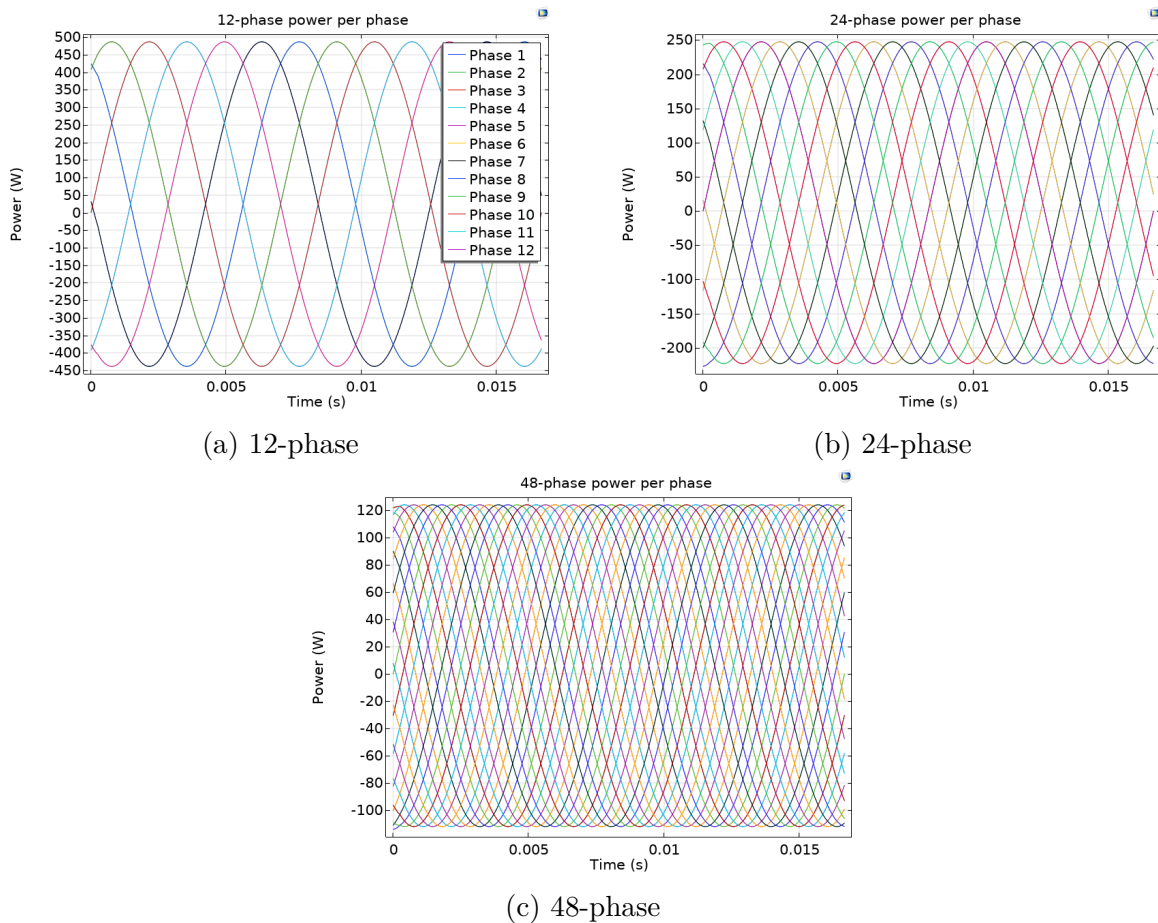 12-phase power per phase
500
450
400
350
300
250
200
150
100
50
0
-50
-100
-150
-200
-250
-300
-350
-400
-450
Power (W)
Phase 1
Phase 2
Phase 3
Phase 4
Phase 5
Phase 6
Phase 7
Phase 8
Phase 9
Phase 10
Phase 11
Phase 12
0 0.005 0.01 0.015
Time (s)
(a) 12-phase
24-phase power per phase
250
200
150
100
50
0
-50
-100
-150
-200
Power (W)
0 0.005 0.01 0.015
Time (s)
(b) 24-phase
48-phase power per phase
120
100
80
60
40
20
0
-20
-40
-60
-80
-100
Power (W)
0 0.005 0.01 0.015
Time (s)
(c) 48-phase